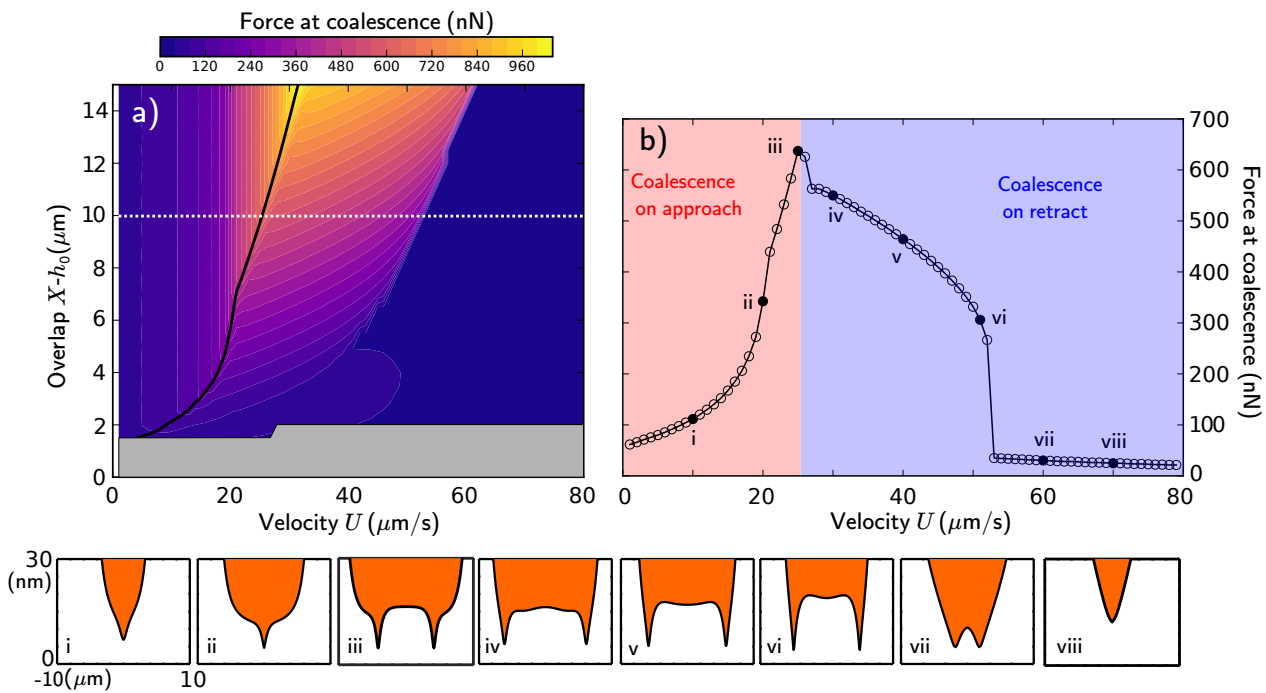 Force at coalescence (nN)
0 120 240 360 480 600 720 840 960
a)
14
12
10
8
6
4
2
0
Overlap X-h₀(μm)
0 20 40 60 80
Velocity U (μm/s)
b)
Coalescence
on approach
Coalescence
on retract
i
ii
iii
iv
v
vi
vii
viii
700
600
500
400
300
200
100
0
Force at coalescence (nN)
0 20 40 60 80
Velocity U (μm/s)
30
(nm)
0
-10(μm) 10
i
ii
iii
iv
v
vi
vii
viii